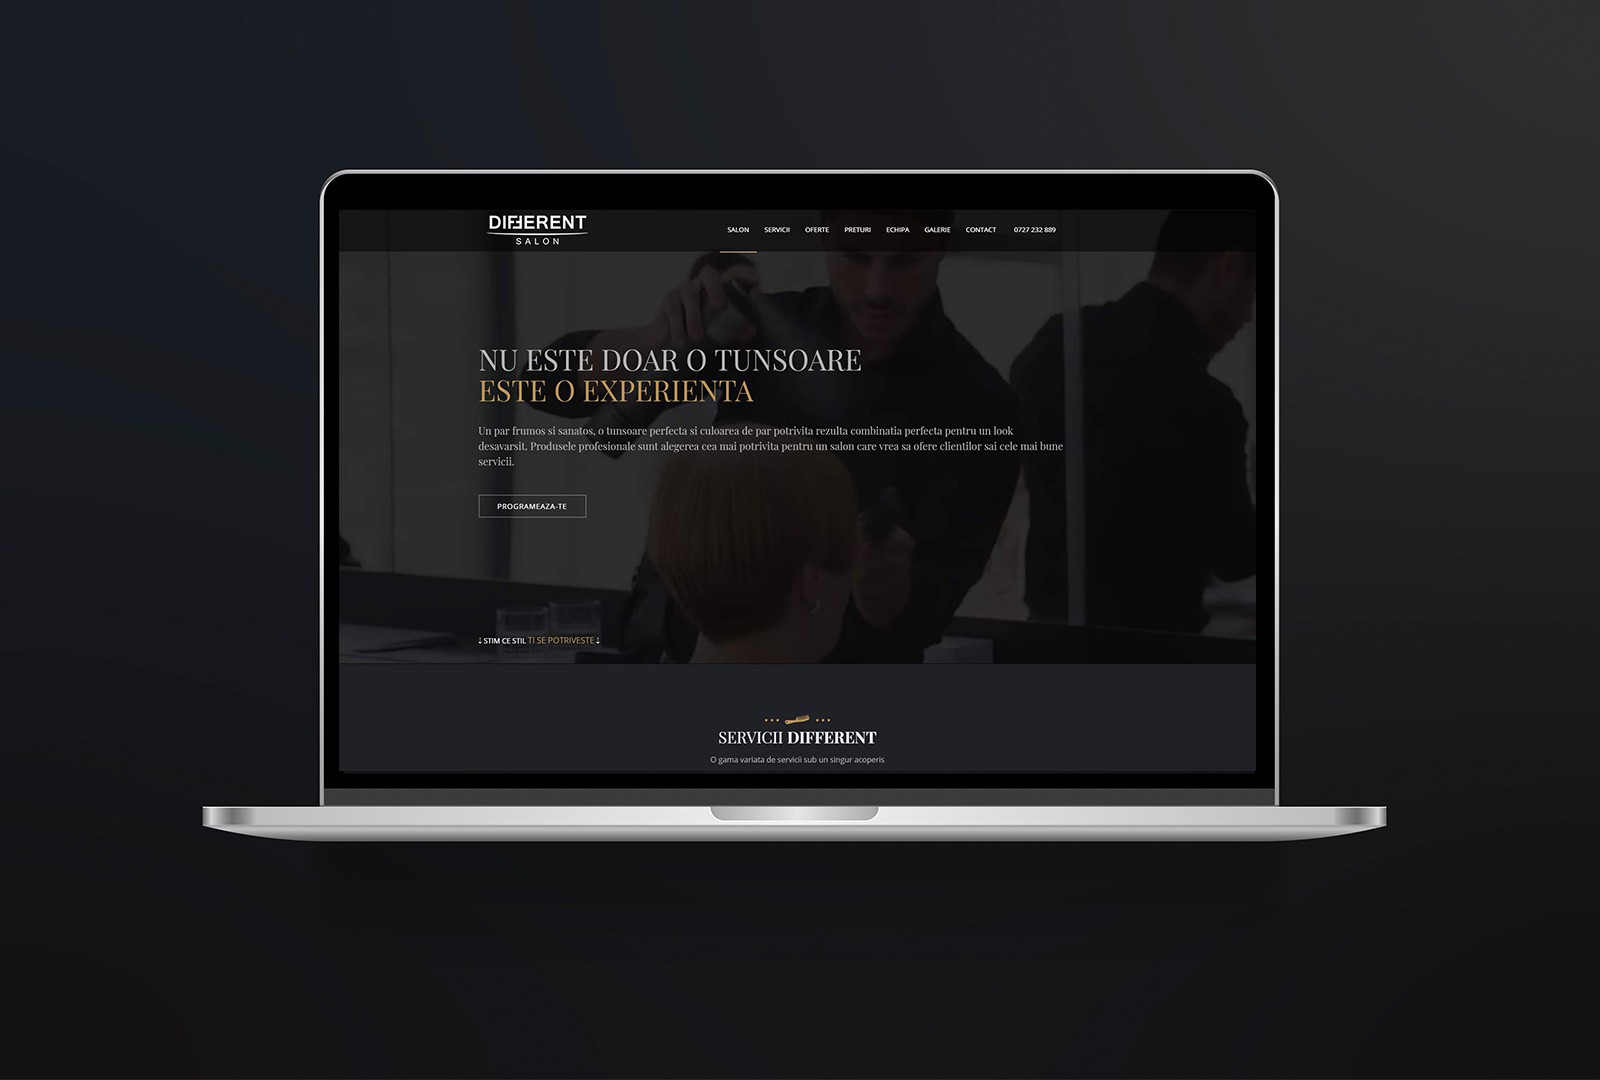 DIFFERENT
SALON
SALON SERVICII OFERTE PRETURI ECHIPA GALERIE CONTACT 0727 232 889
NU ESTE DOAR O TUNSOARE
ESTE O EXPERIENTA
Un par frumos si sanatos, o tunsoare perfecta si culoarea de par potrivita rezulta combinatia perfecta pentru un look
desavarsit. Produsele profesionale sunt alegerea cea mai potrivita pentru un salon care vrea sa ofere clientilor sai cele mai bune
servicii.
PROGRAMEAZA-TE
↓ STIM CE STIL TI SE POTRIVESTE ↓
SERVICII DIFFERENT
O gama variata de servicii sub un singur acoperis